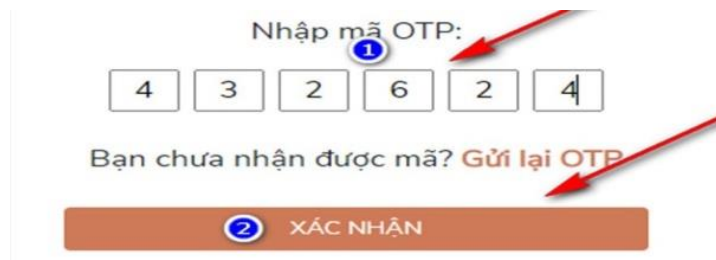 Nhập mã OTP:
1
4 3 2 6 2 4
Bạn chưa nhận được mã? Gửi lại OTP
2 XÁC NHẬN